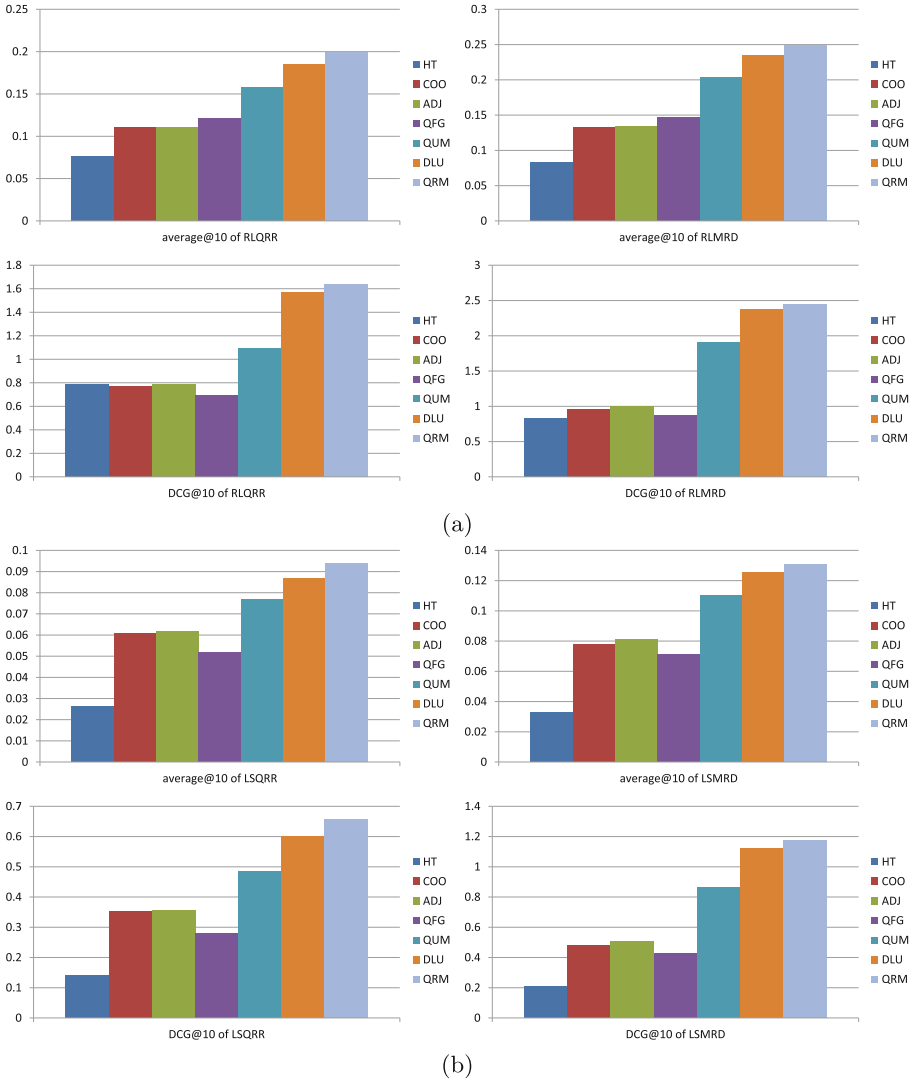 0.25
0.2
0.15
0.1
0.05
0
HT
COO
ADJ
QFG
QUM
DLU
QRM
average@10 of RLQRR
0.3
0.25
0.2
0.15
0.1
0.05
0
HT
COO
ADJ
QFG
QUM
DLU
QRM
average@10 of RLMRD
1.8
1.6
1.4
1.2
1
0.8
0.6
0.4
0.2
0
HT
COO
ADJ
QFG
QUM
DLU
QRM
DCG@10 of RLQRR
3
2.5
2
1.5
1
0.5
0
HT
COO
ADJ
QFG
QUM
DLU
QRM
DCG@10 of RLMRD
(a)
0.1
0.09
0.08
0.07
0.06
0.05
0.04
0.03
0.02
0.01
0
HT
COO
ADJ
QFG
QUM
DLU
QRM
average@10 of LSQRR
0.14
0.12
0.1
0.08
0.06
0.04
0.02
0
HT
COO
ADJ
QFG
QUM
DLU
QRM
average@10 of LSMRD
0.7
0.6
0.5
0.4
0.3
0.2
0.1
0
HT
COO
ADJ
QFG
QUM
DLU
QRM
DCG@10 of LSQRR
1.4
1.2
1
0.8
0.6
0.4
0.2
0
HT
COO
ADJ
QFG
QUM
DLU
QRM
DCG@10 of LSMRD
(b)